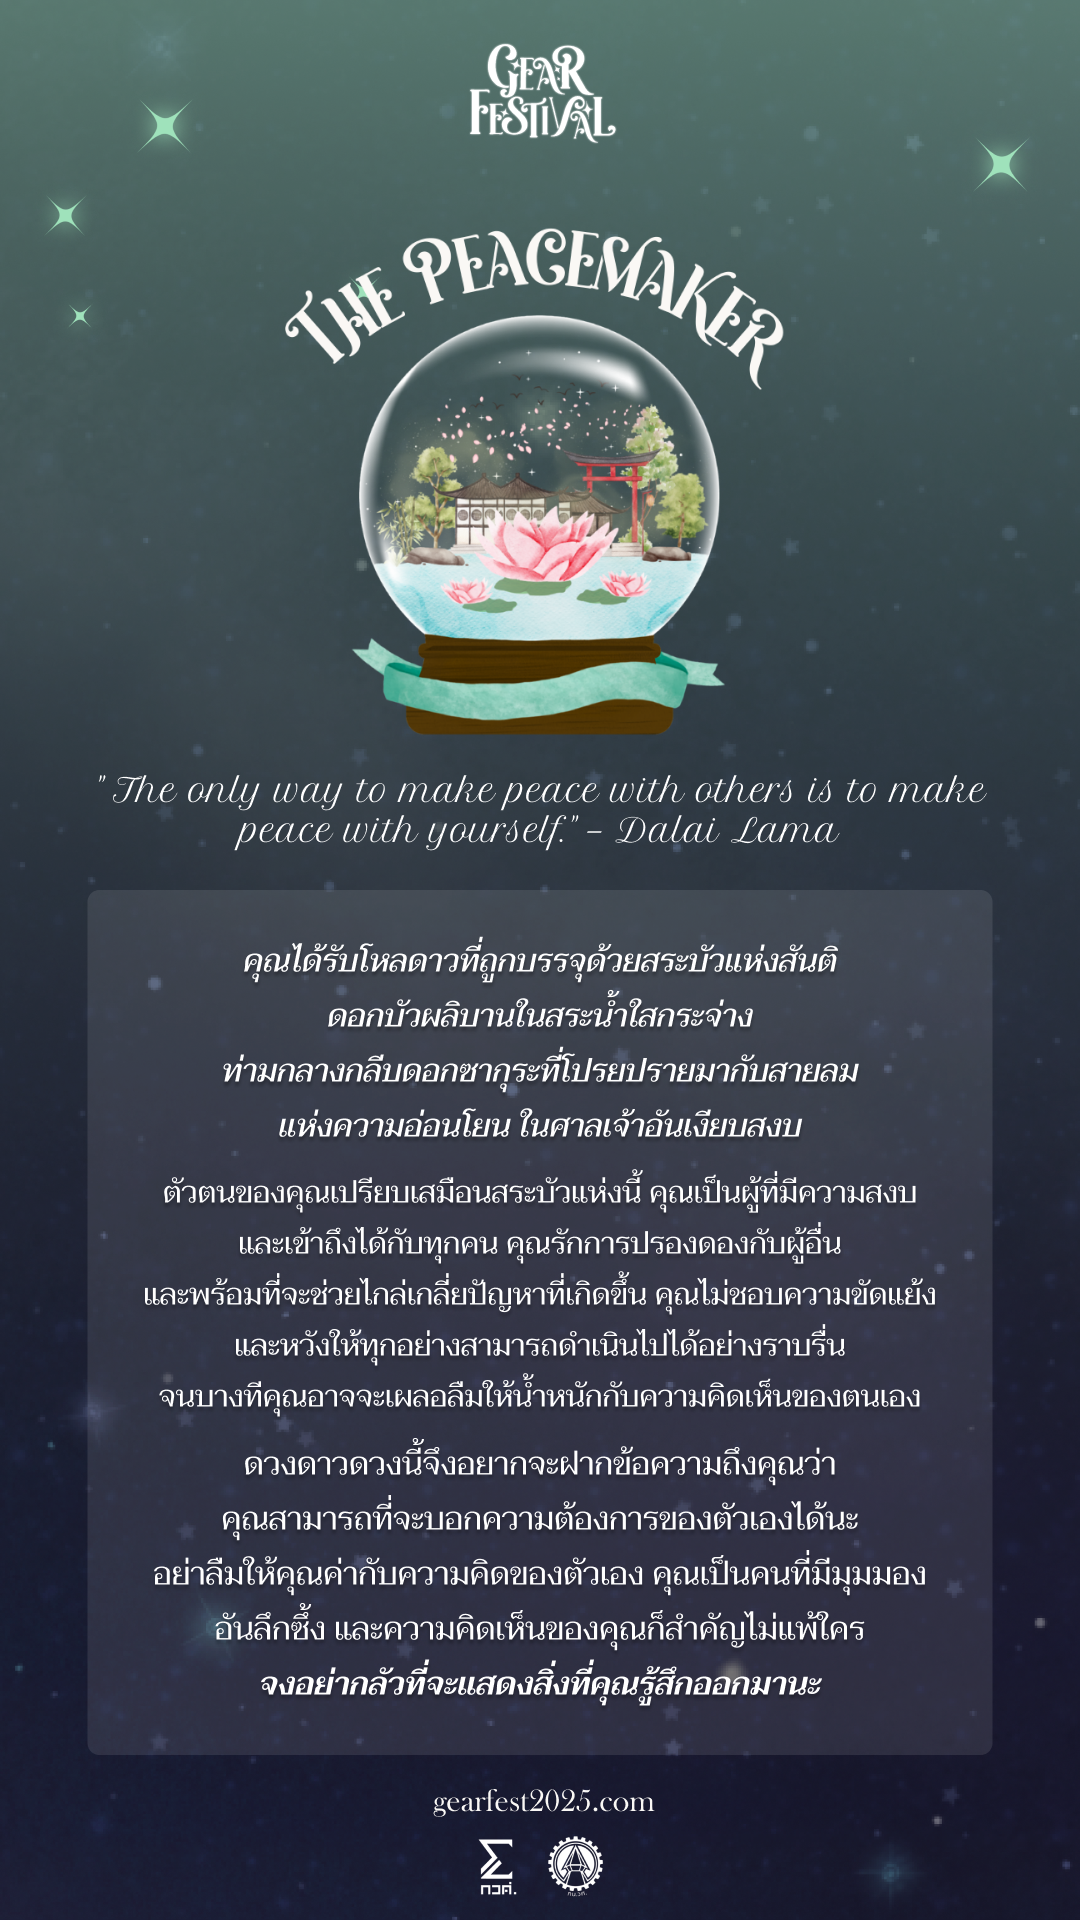 GEAR
FESTIVAL
THE PEACEMAKER
"The only way to make peace with others is to make
peace with yourself." – Dalai Lama
คุณได้รับโหลดาวที่ถูกบรรจุด้วยสระบัวแห่งสันติ
ดอกบัวผลิบานในสระน้ำใสกระจ่าง
ท่ามกลางกลีบดอกซากุระที่โปรยปรายมากับสายลม
แห่งความอ่อนโยน ในศาลเจ้าอันเงียบสงบ
ตัวตนของคุณเปรียบเสมือนสระบัวแห่งนี้ คุณเป็นผู้ที่มีความสงบ
และเข้าถึงได้กับทุกคน คุณรักการปรองดองกับผู้อื่น
และพร้อมที่จะช่วยไกล่เกลี่ยปัญหาที่เกิดขึ้น คุณไม่ชอบความขัดแย้ง
และหวังให้ทุกอย่างสามารถดำเนินไปได้อย่างราบรื่น
จนบางทีคุณอาจจะเผลอลืมให้น้ำหนักกับความคิดเห็นของตนเอง
ดวงดาวดวงนี้จึงอยากจะฝากข้อความถึงคุณว่า
คุณสามารถที่จะบอกความต้องการของตัวเองได้นะ
อย่าลืมให้คุณค่ากับความคิดของตัวเอง คุณเป็นคนที่มีมุมมอง
อันลึกซึ้ง และความคิดเห็นของคุณก็สำคัญไม่แพ้ใคร
จงอย่ากลัวที่จะแสดงสิ่งที่คุณรู้สึกออกมานะ
gearfest2025.com
กวศ.